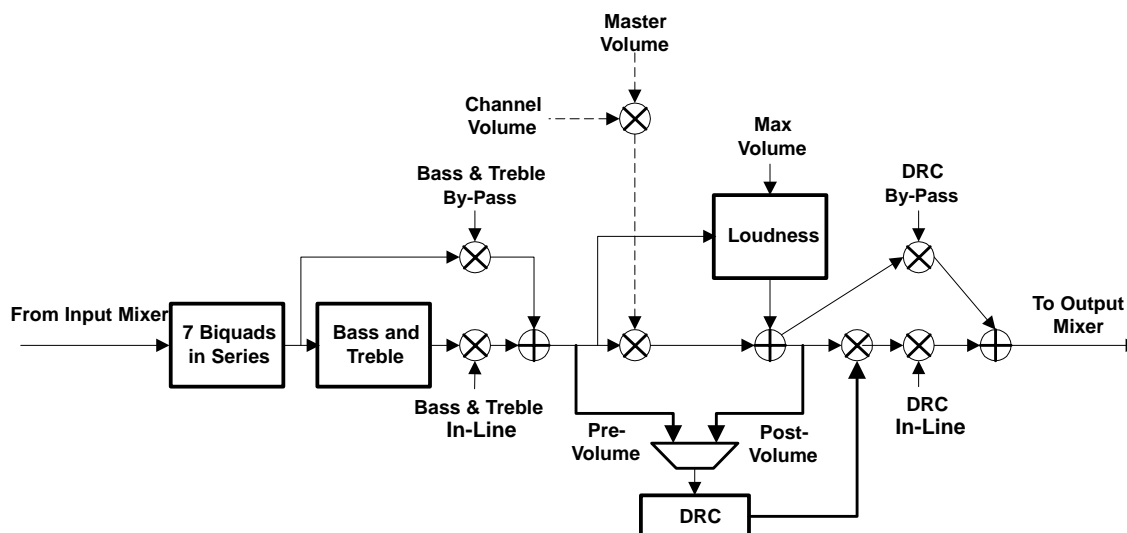 Master
Volume
Channel
Volume
Max
Volume
Bass & Treble
By-Pass
DRC
By-Pass
Loudness
From Input Mixer
7 Biquads
in Series
Bass and
Treble
To Output
Mixer
Bass & Treble
In-Line
Pre-
Volume
Post-
Volume
DRC
In-Line
DRC